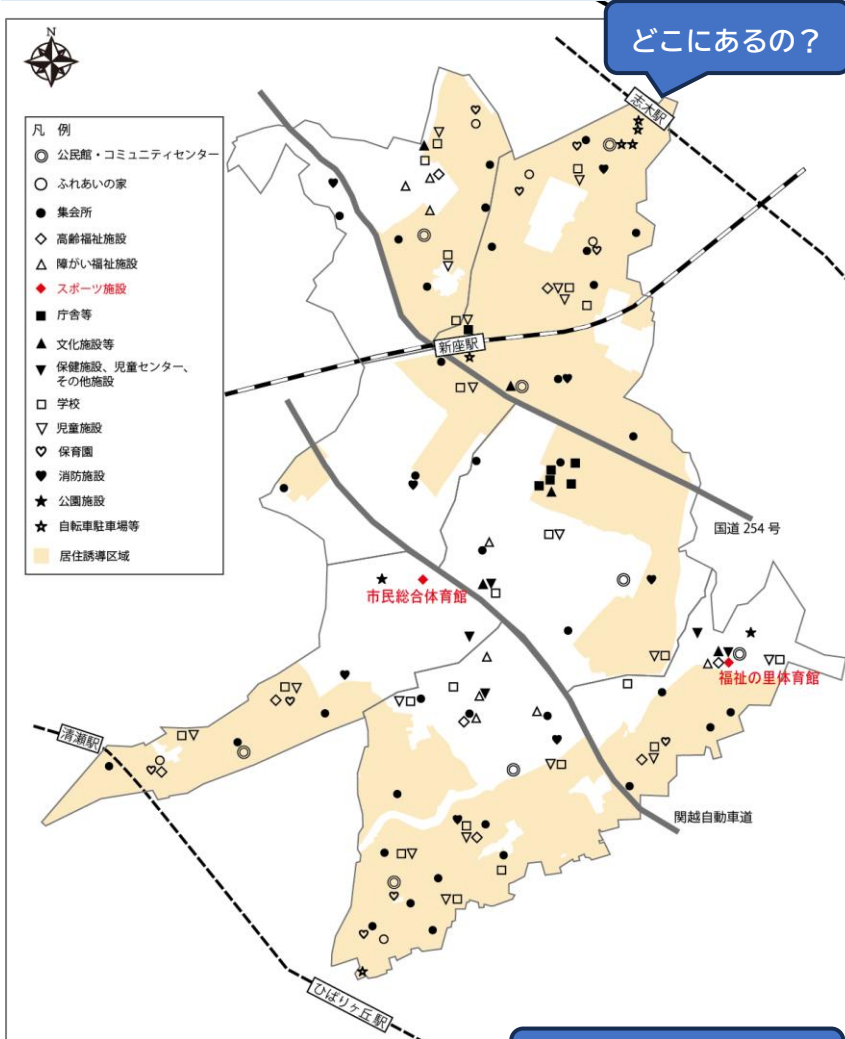 どこにあるの？
N
志木駅
凡 例
公民館・コミュニティセンター
ふれあいの家
集会所
高齢福祉施設
障がい福祉施設
スポーツ施設
庁舎等
文化施設等
保健施設、児童センター、
その他施設
学校
児童施設
保育園
消防施設
公園施設
自転車駐車場等
居住誘導区域
新座駅
国道 254 号
市民総合体育館
福祉の里体育館
清瀬駅
関越自動車道
ひばりヶ丘駅